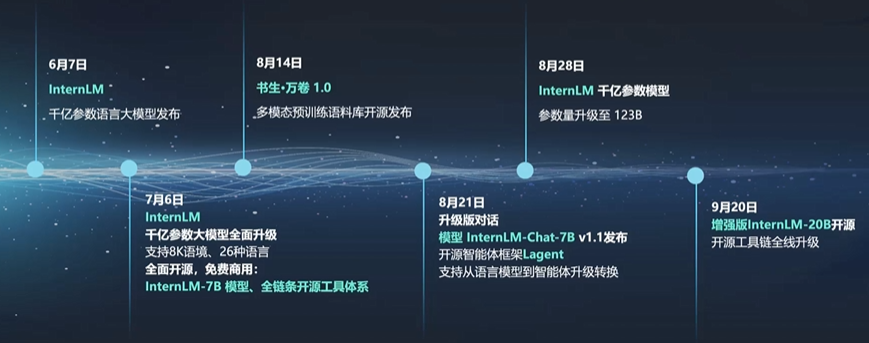 6月7日
InternLM
千亿参数语言大模型发布
7月6日
InternLM
千亿参数大模型全面升级
支持8K语境、26种语言
全面开源，免费商用：
InternLM-7B 模型、全链条开源工具体系
8月14日
书生·万卷 1.0
多模态预训练语料库开源发布
8月21日
升级版对话
模型 InternLM-Chat-7B v1.1发布
开源智能体框架Lagent
支持从语言模型到智能体升级转换
8月28日
InternLM 千亿参数模型
参数量升级至 123B
9月20日
增强版InternLM-20B开源
开源工具链全线升级